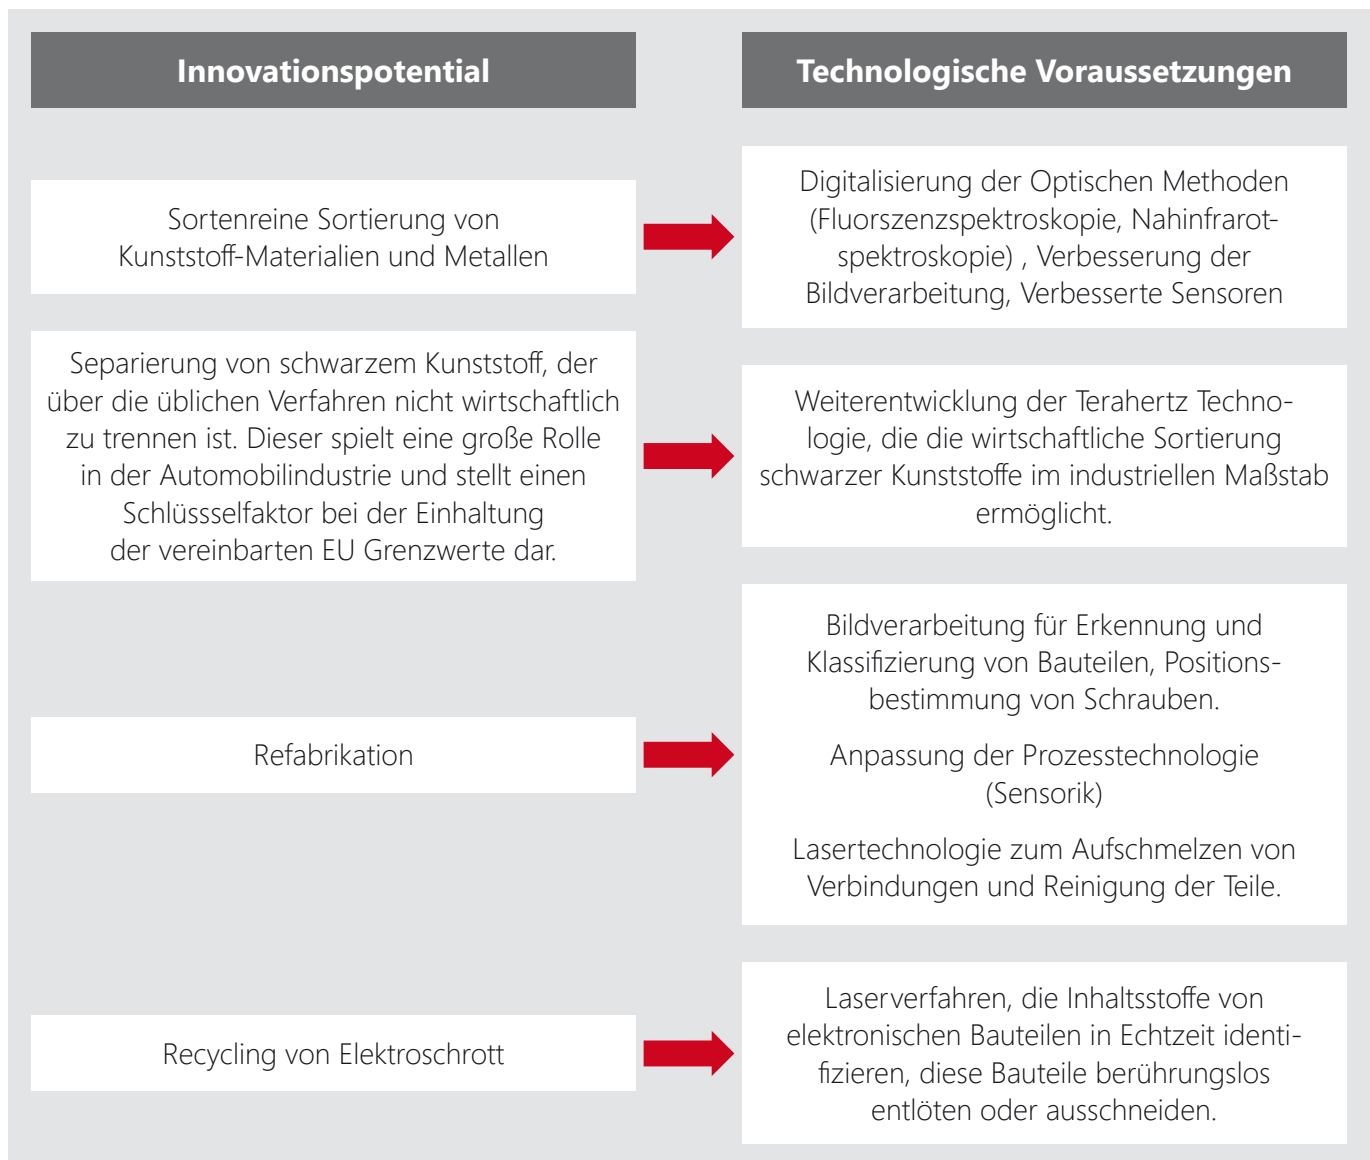 Innovationspotential
Technologische Voraussetzungen
Sortenreine Sortierung von
Kunststoff-Materialien und Metallen
Digitalisierung der Optischen Methoden
(Fluorszenzspektroskopie, Nahinfrarot-
spektroskopie) , Verbesserung der
Bildverarbeitung, Verbesserte Sensoren
Separierung von schwarzem Kunststoff, der
über die üblichen Verfahren nicht wirtschaftlich
zu trennen ist. Dieser spielt eine große Rolle
in der Automobilindustrie und stellt einen
Schlüssselfaktor bei der Einhaltung
der vereinbarten EU Grenzwerte dar.
Weiterentwicklung der Terahertz Techno-
logie, die die wirtschaftliche Sortierung
schwarzer Kunststoffe im industriellen Maßstab
ermöglicht.
Refabrikation
Bildverarbeitung für Erkennung und
Klassifizierung von Bauteilen, Positions-
bestimmung von Schrauben.
Anpassung der Prozesstechnologie
(Sensorik)
Lasertechnologie zum Aufschmelzen von
Verbindungen und Reinigung der Teile.
Recycling von Elektroschrott
Laserverfahren, die Inhaltsstoffe von
elektronischen Bauteilen in Echtzeit identi-
fizieren, diese Bauteile berührungslos
entlöten oder ausschneiden.